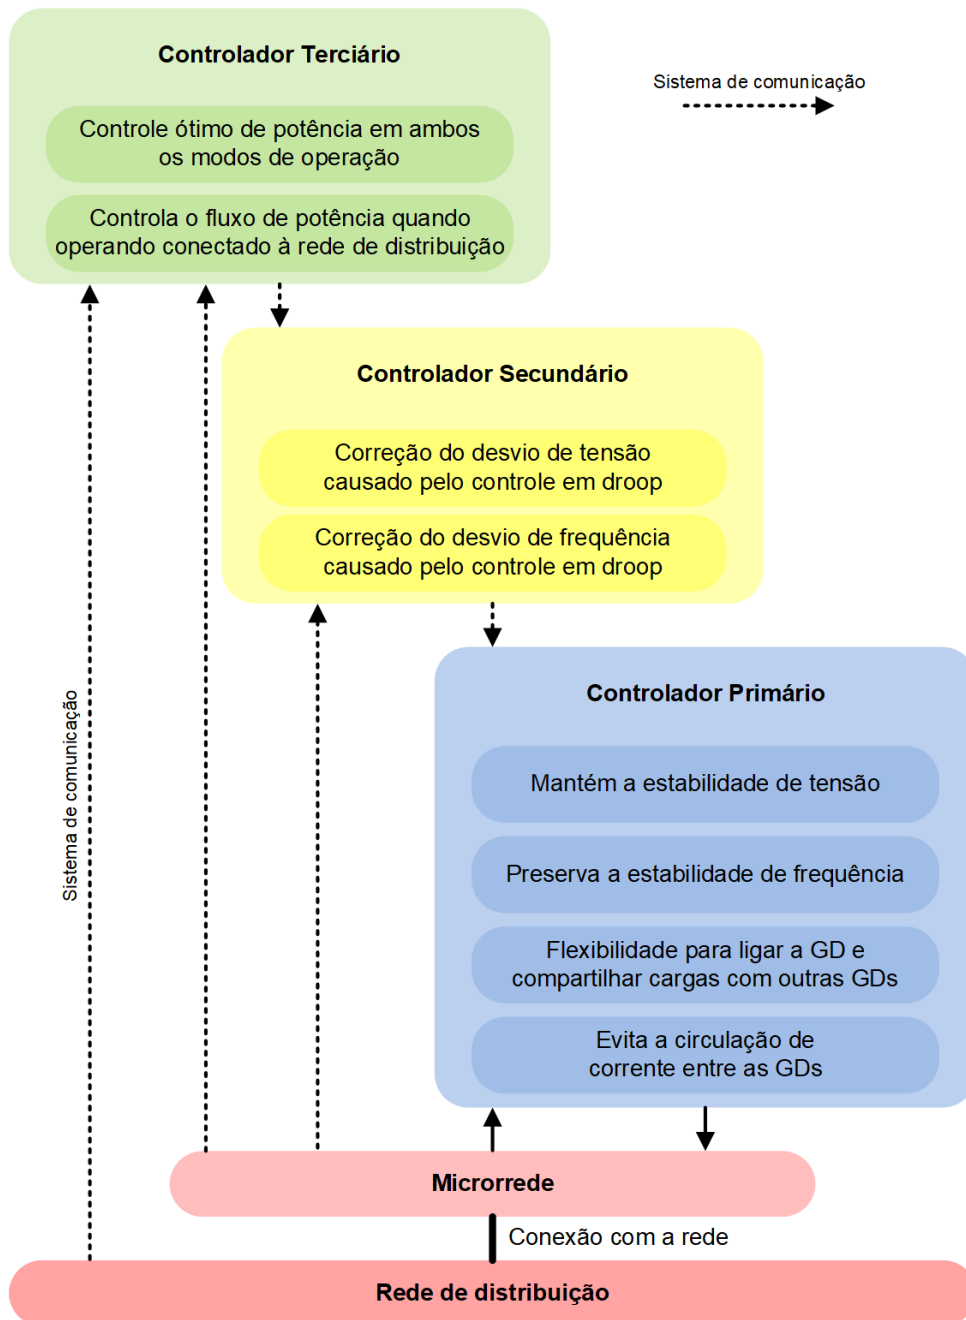 Controlador Terciário
Sistema de comunicação
Controle ótimo de potência em ambos
os modos de operação
Controla o fluxo de potência quando
operando conectado à rede de distribuição
Controlador Secundário
Correção do desvio de tensão
causado pelo controle em droop
Correção do desvio de frequência
causado pelo controle em droop
Controlador Primário
Mantém a estabilidade de tensão
Preserva a estabilidade de frequência
Flexibilidade para ligar a GD e
compartilhar cargas com outras GDs
Evita a circulação de
corrente entre as GDs
Sistema de comunicação
Microrrede
Conexão com a rede
Rede de distribuição